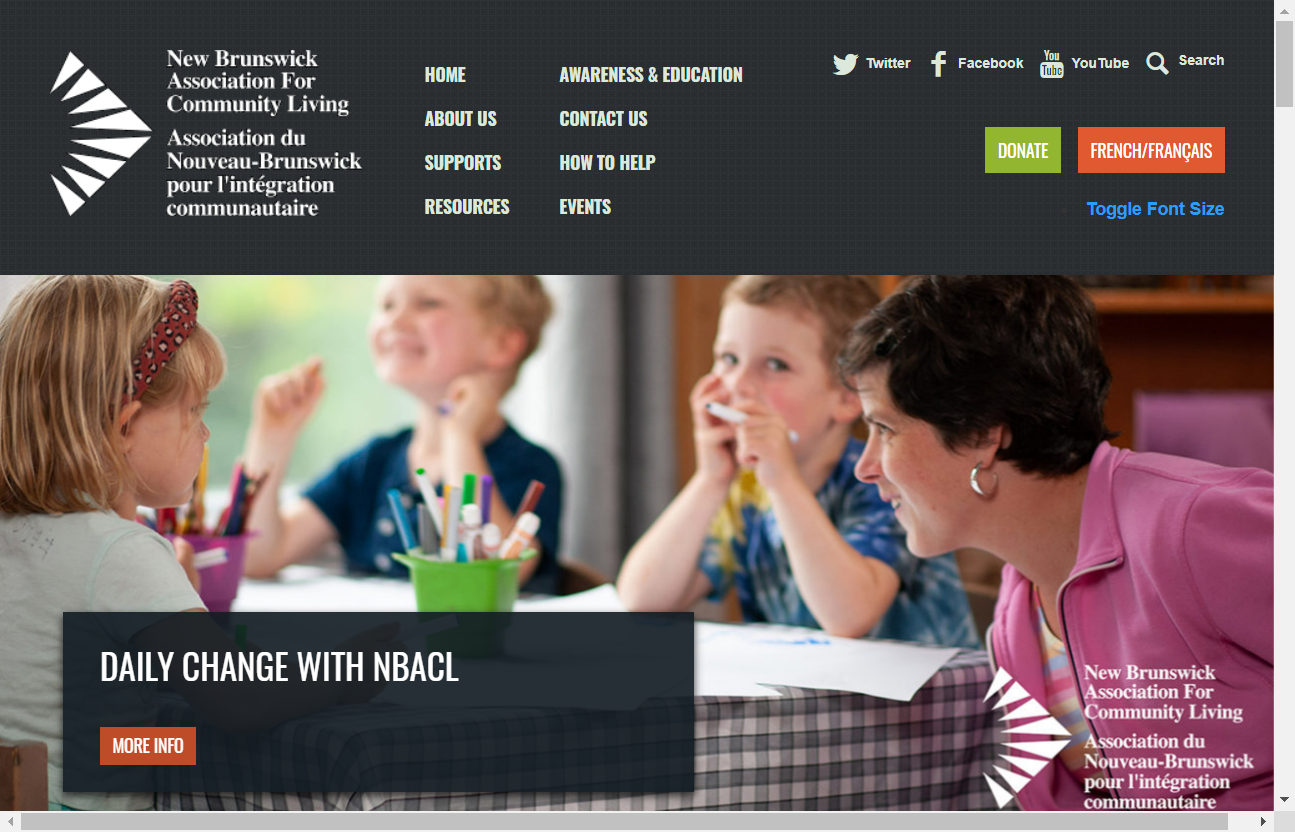 New Brunswick
Association For
Community Living
Association du
Nouveau-Brunswick
pour l'intégration
communautaire
HOME
ABOUT US
SUPPORTS
RESOURCES
AWARENESS & EDUCATION
CONTACT US
HOW TO HELP
EVENTS
Twitter
Facebook
You
Tube
YouTube
Search
DONATE
FRENCH/FRANÇAIS
Toggle Font Size
DAILY CHANGE WITH NBACL
MORE INFO
New Brunswick
Association For
Community Living
Association du
Nouveau-Brunswick
pour l'intégration
communautaire